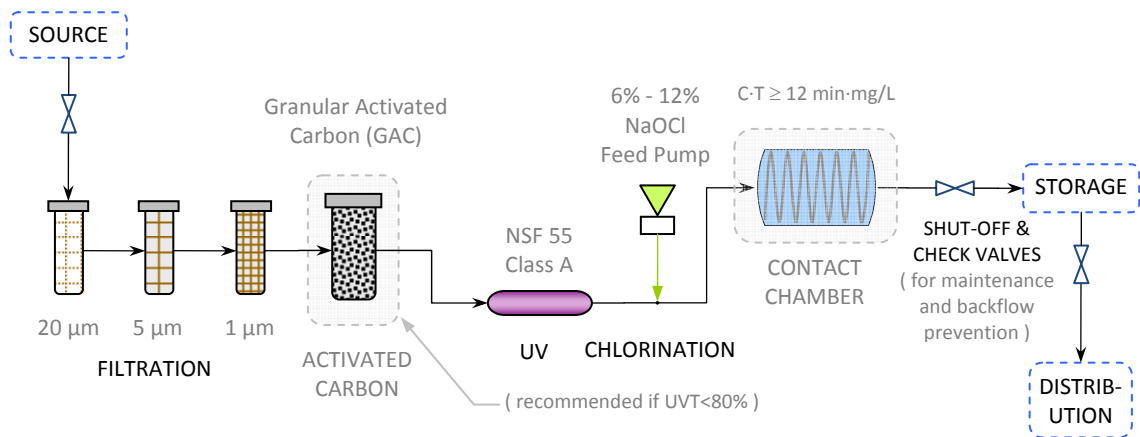 SOURCE
Granular Activated
Carbon (GAC)
20 µm
5 µm
1 µm
FILTRATION
ACTIVATED
CARBON
( recommended if UVT<80% )
NSF 55
Class A
UV
6% - 12%
NaOCl
Feed Pump
CHLORINATION
C·T ≥ 12 min·mg/L
CONTACT
CHAMBER
SHUT-OFF &
CHECK VALVES
( for maintenance
and backflow
prevention )
STORAGE
DISTRIB-
UTION